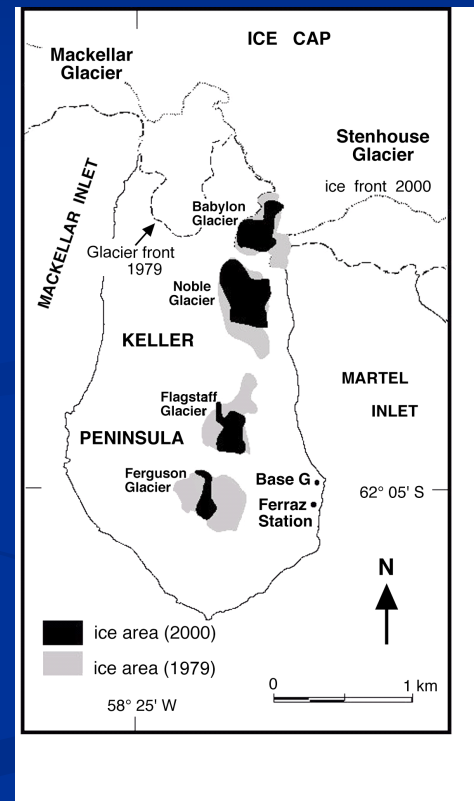 ICE CAP
Mackellar
Glacier
Stenhouse
Glacier
ice front 2000
MACKELLAR INLET
Babylon
Glacier
Glacier front
1979
Noble
Glacier
KELLER
MARTEL
INLET
Flagstaff
Glacier
PENINSULA
Ferguson
Glacier
Base G
62° 05' S
Ferraz
Station
N
ice area (2000)
ice area (1979)
0 1 km
58° 25' W